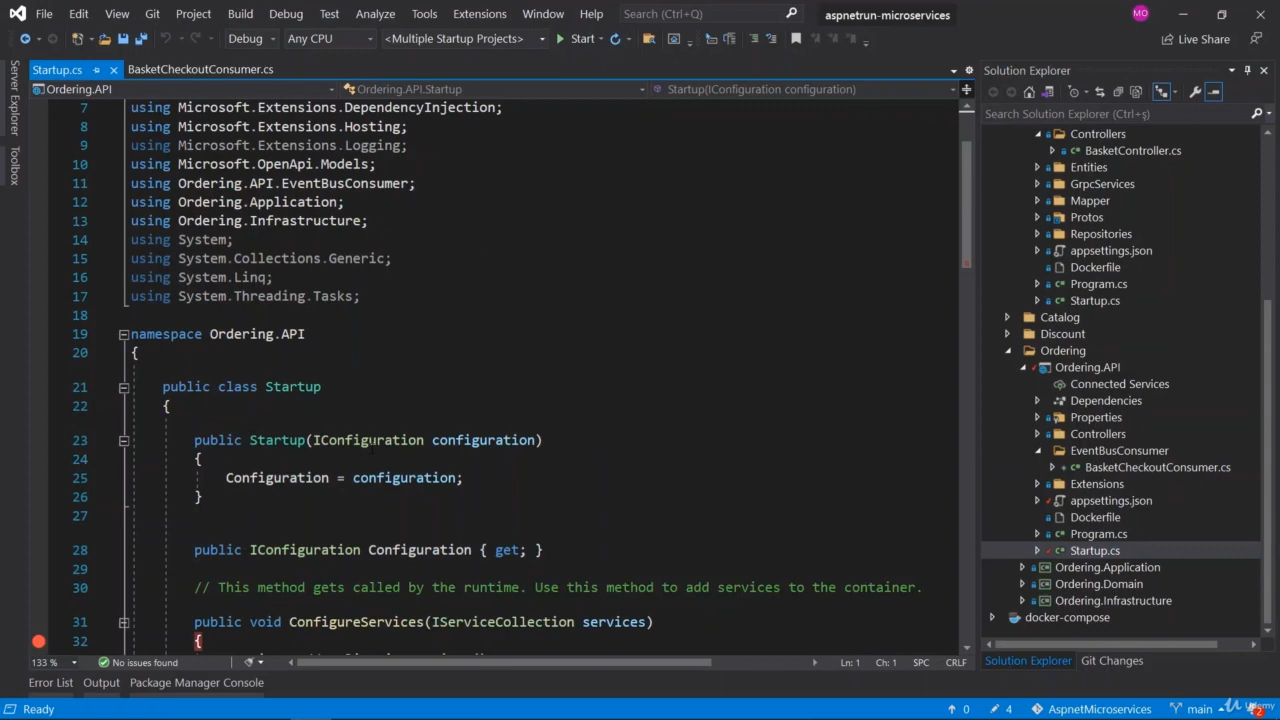 File Edit View Git Project Build Debug Test Analyze Tools Extensions Window Help Search (Ctrl+Q) aspnetrun-microservices MO
Debug Any CPU <Multiple Startup Projects> Start Live Share
Server Explorer
Toolbox
Startup.cs BasketCheckoutConsumer.cs
Ordering.API Ordering.API.Startup Startup(IConfiguration configuration)
7 using Microsoft.Extensions.DependencyInjection;
8 using Microsoft.Extensions.Hosting;
9 using Microsoft.Extensions.Logging;
10 using Microsoft.OpenApi.Models;
11 using Ordering.API.EventBusConsumer;
12 using Ordering.Application;
13 using Ordering.Infrastructure;
14 using System;
15 using System.Collections.Generic;
16 using System.Linq;
17 using System.Threading.Tasks;
18
19 namespace Ordering.API
20 {
21 public class Startup
22 {
23 public Startup(IConfiguration configuration)
24 {
25 Configuration = configuration;
26 }
27
28 public IConfiguration Configuration { get; }
29
30 // This method gets called by the runtime. Use this method to add services to the container.
31 public void ConfigureServices(IServiceCollection services)
32 {
133 % No issues found Ln: 1 Ch: 1 SPC CRLF
Solution Explorer
Search Solution Explorer (Ctrl+ş)
Controllers
BasketController.cs
Entities
GrpcServices
Mapper
Protos
Repositories
appsettings.json
Dockerfile
Program.cs
Startup.cs
Catalog
Discount
Ordering
Ordering.API
Connected Services
Dependencies
Properties
Controllers
EventBusConsumer
BasketCheckoutConsumer.cs
Extensions
appsettings.json
Dockerfile
Program.cs
Startup.cs
Ordering.Application
Ordering.Domain
Ordering.Infrastructure
docker-compose
Solution Explorer Git Changes
Error List Output Package Manager Console
Ready 0 4 AspnetMicroservices main Udemy 2